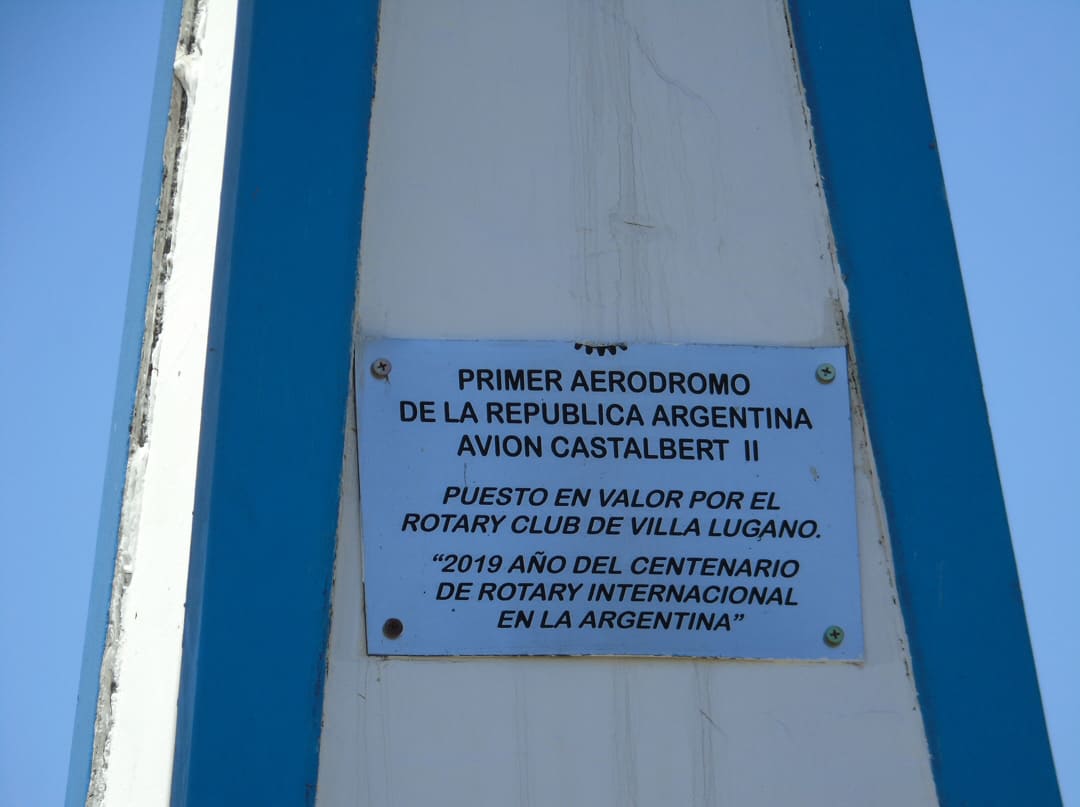 PRIMER AERODROMO
DE LA REPUBLICA ARGENTINA
AVION CASTALBERT II
PUESTO EN VALOR POR EL
ROTARY CLUB DE VILLA LUGANO.
“2019 AÑO DEL CENTENARIO
DE ROTARY INTERNACIONAL
EN LA ARGENTINA”